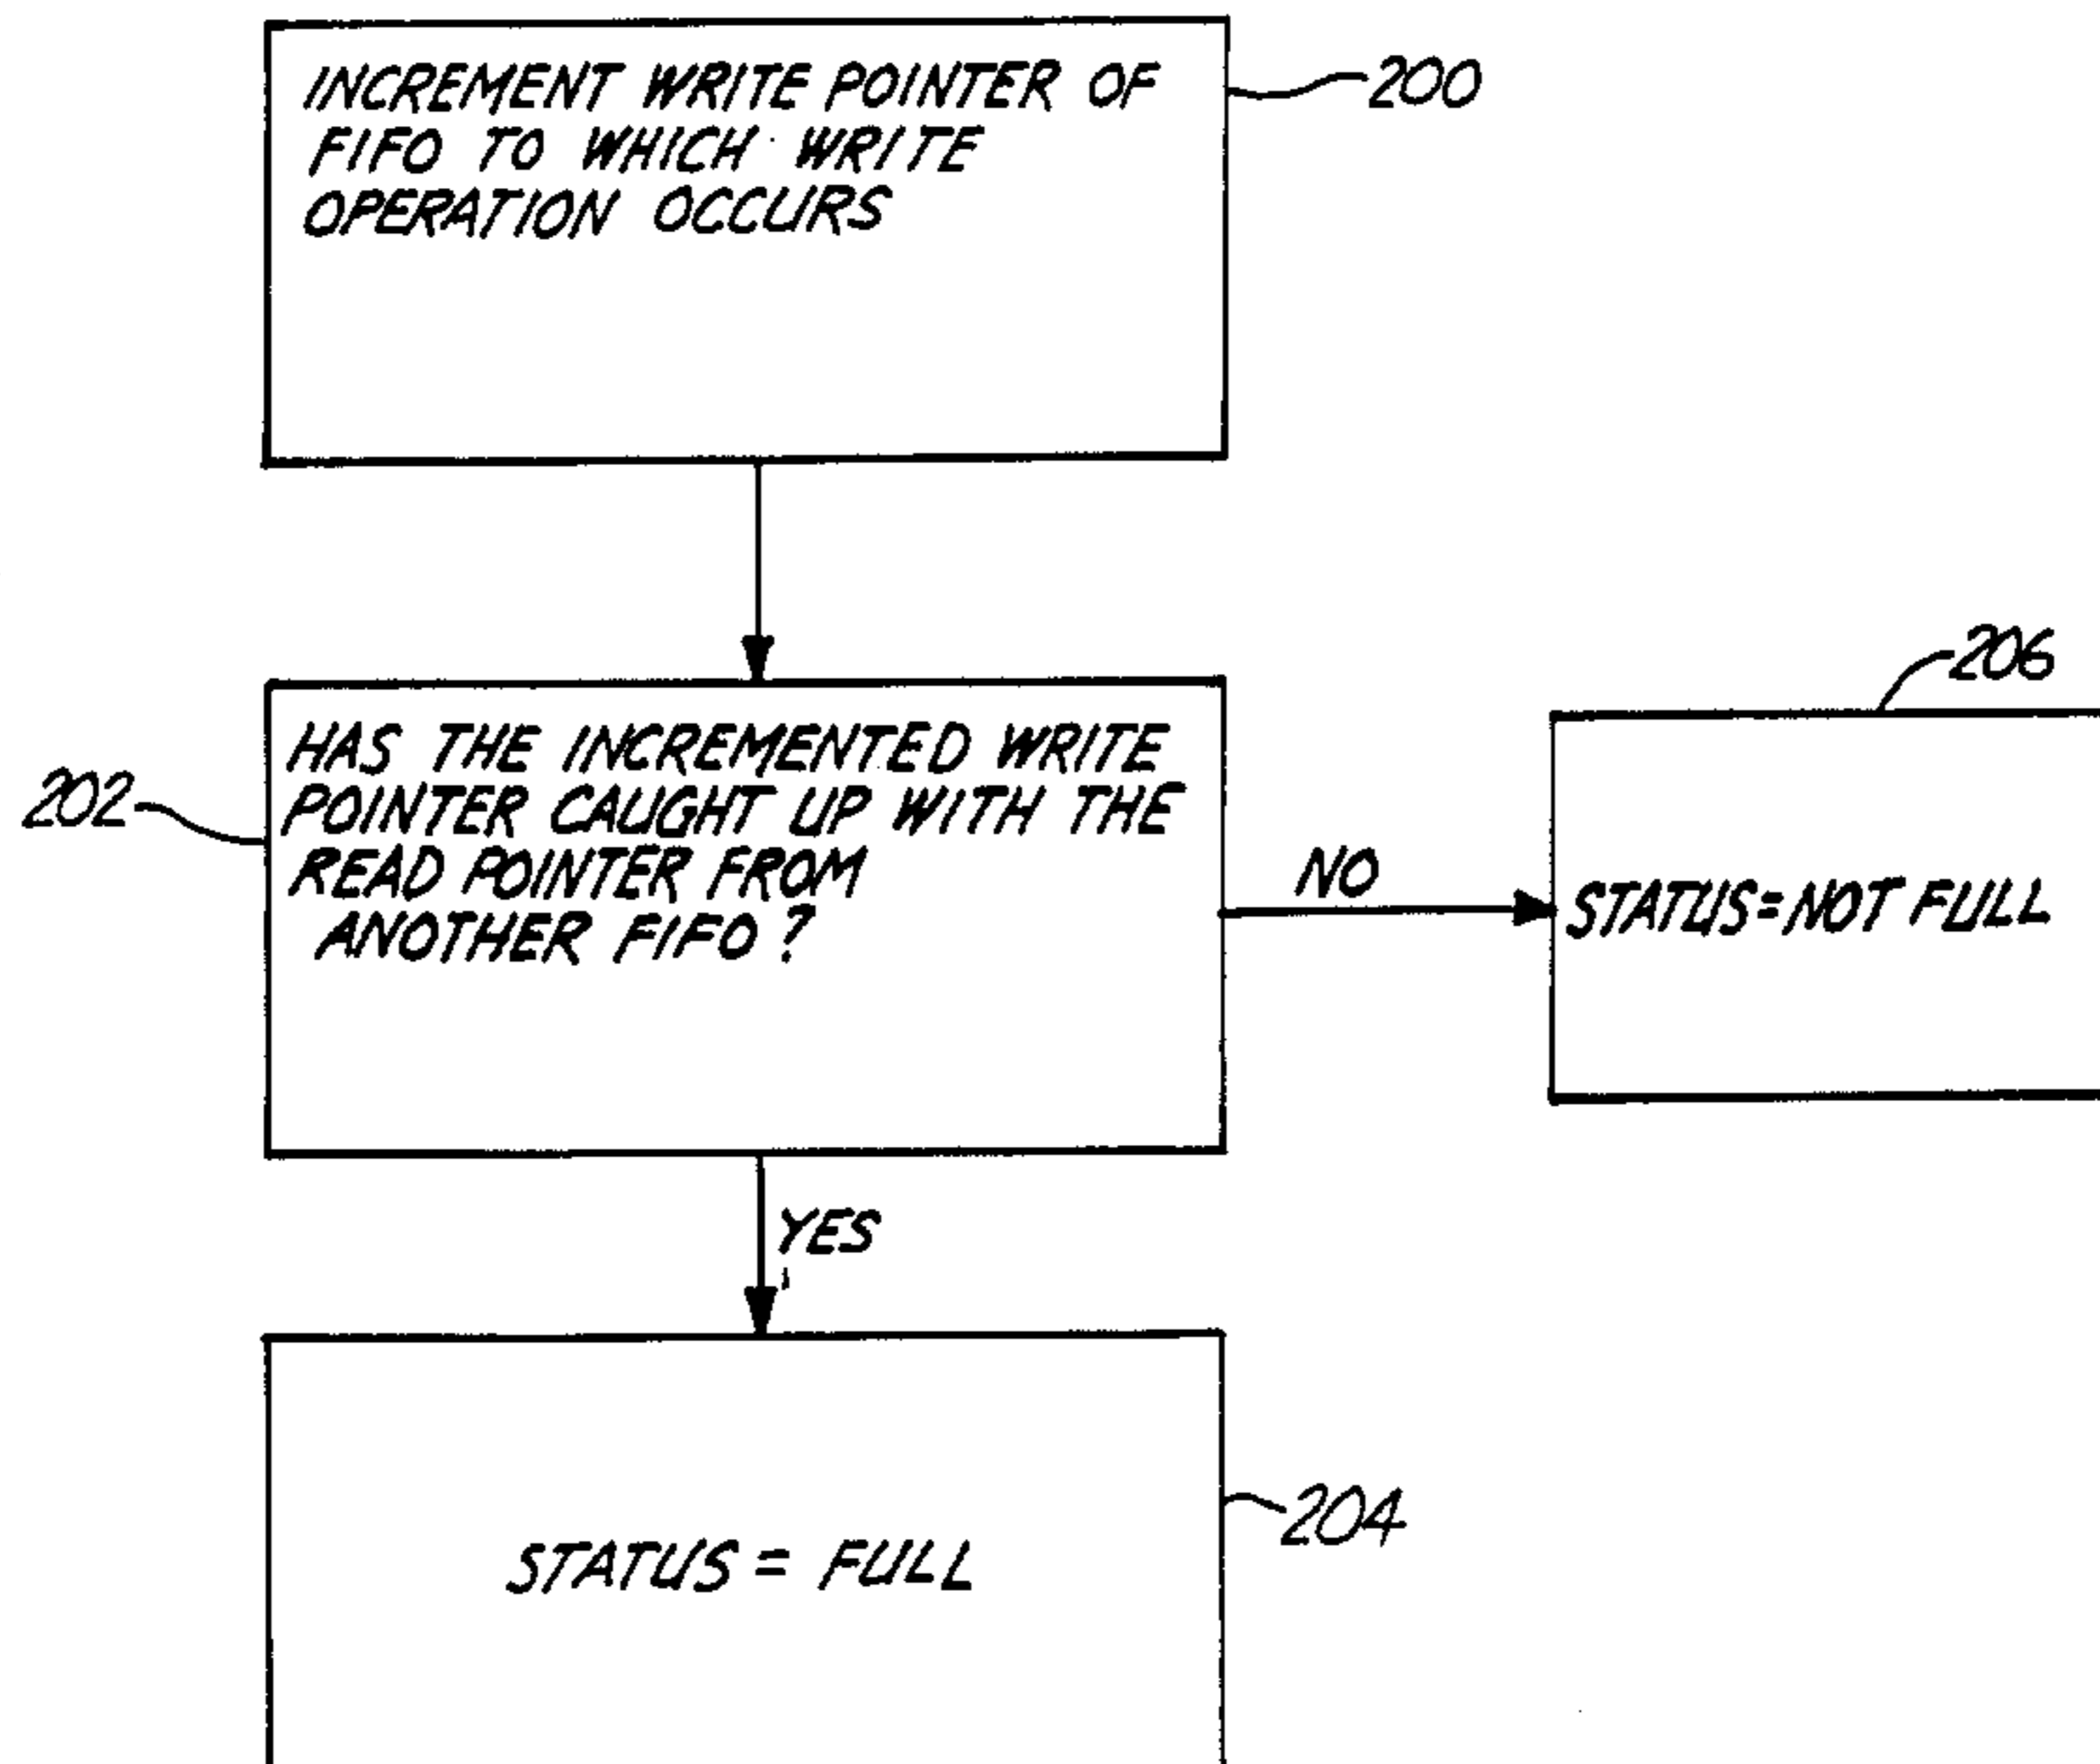 INCREMENT WRITE POINTER OF
FIFO TO WHICH WRITE
OPERATION OCCURS
200
HAS THE INCREMENTED WRITE
POINTER CAUGHT UP WITH THE
READ POINTER FROM
ANOTHER FIFO?
202
NO
206
STATUS=NOT FULL
YES
STATUS = FULL
204